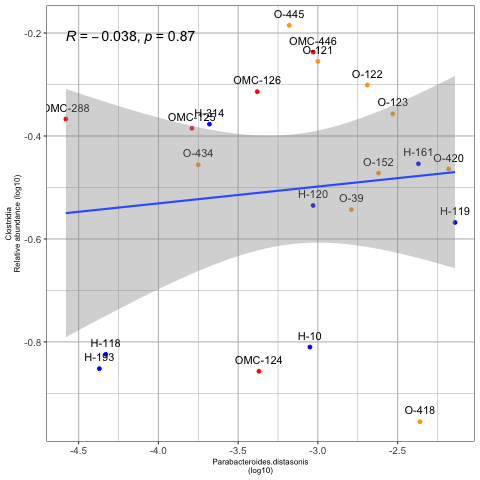 R = − 0.038, p = 0.87
O-445
OMC-446
O-121
O-122
OMC-126
O-123
OMC-288
H-314
OMC-125
O-434
H-161
O-420
O-152
H-120
O-39
H-119
H-118
H-193
H-10
OMC-124
O-418
-0.2
-0.4
-0.6
-0.8
-4.5
-4.0
-3.5
-3.0
-2.5
Clostridia
Relative abundance (log10)
Parabacteroides.distasonis
(log10)